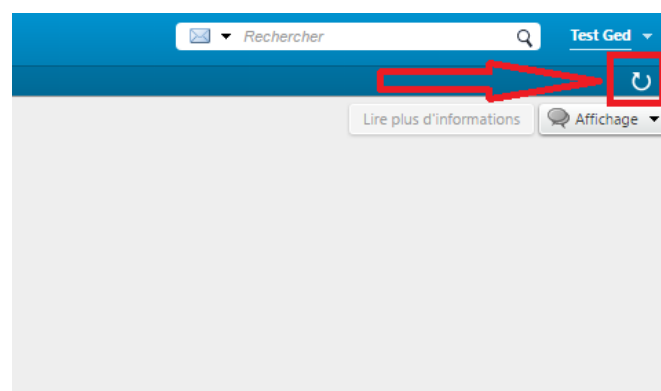 Rechercher
Test Ged
Lire plus d'informations
Affichage